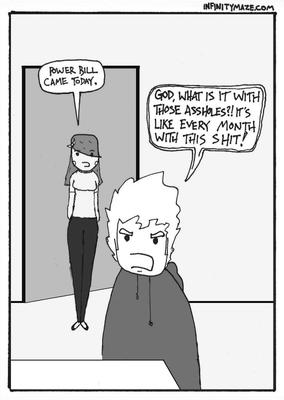 INFINITYMAZE.COM
POWER BILL
CAME TODAY.
GOD, WHAT IS IT WITH
THOSE ASSHOLES?! IT'S
LIKE EVERY MONTH
WITH THIS SHIT!